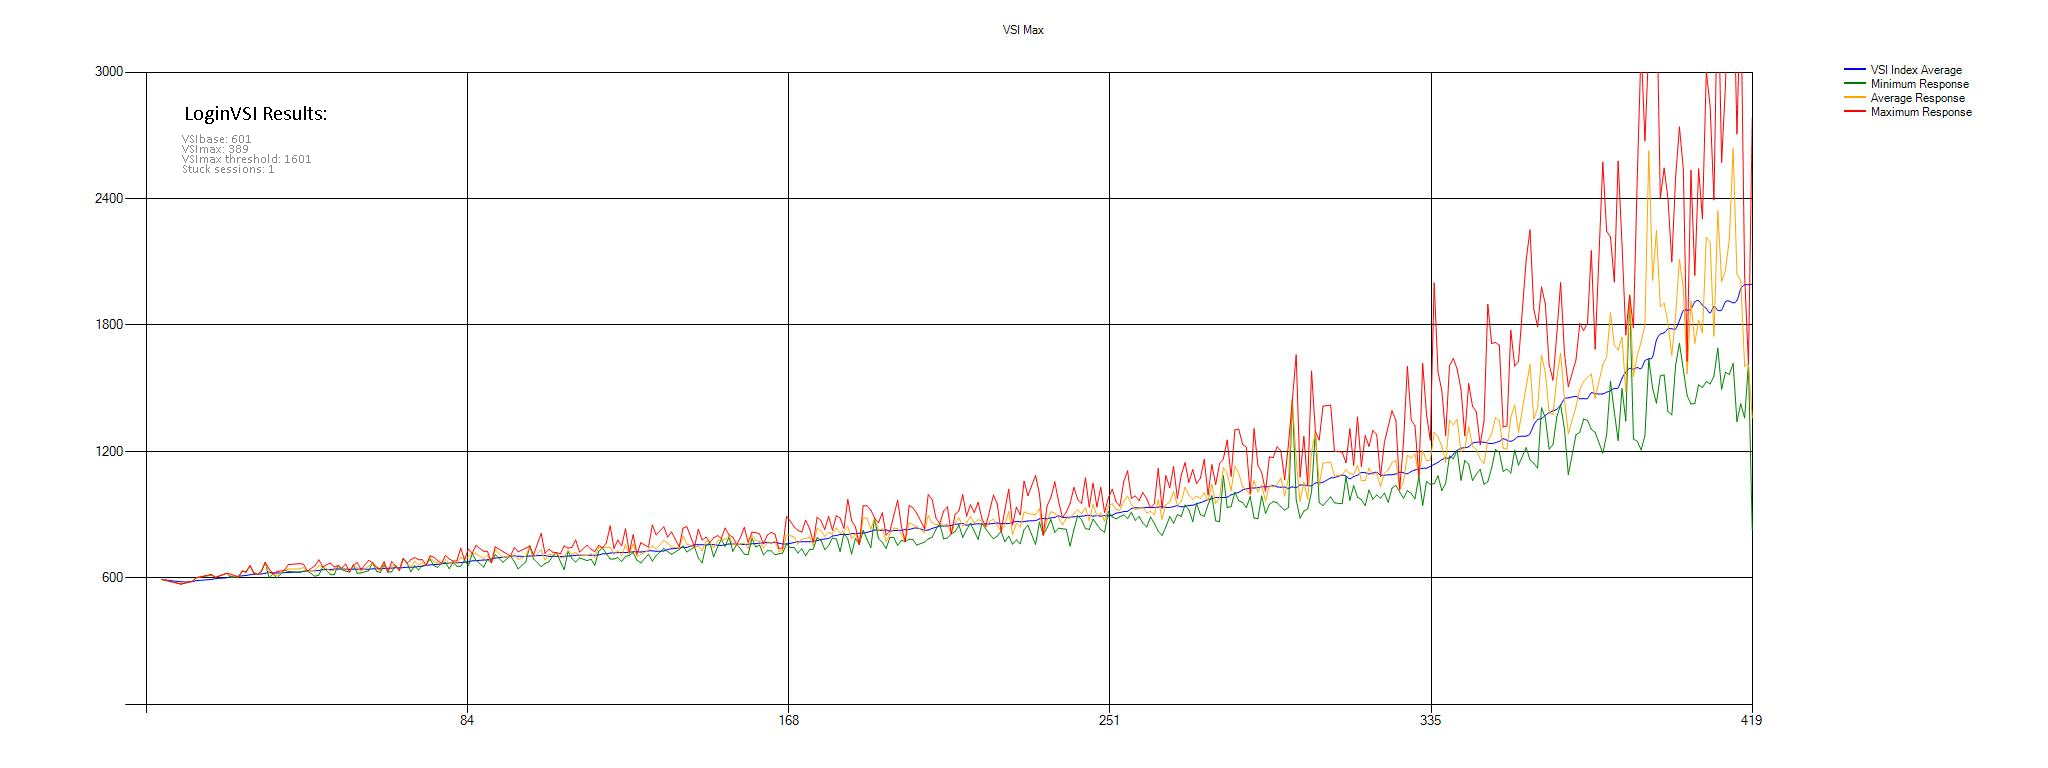 VSI Max
3000
2400
1800
1200
600
LoginVSI Results:
VSIbase: 601
VSImax: 389
VSImax threshold: 1601
Stuck sessions: 1
84
168
251
335
419
VSI Index Average
Minimum Response
Average Response
Maximum Response